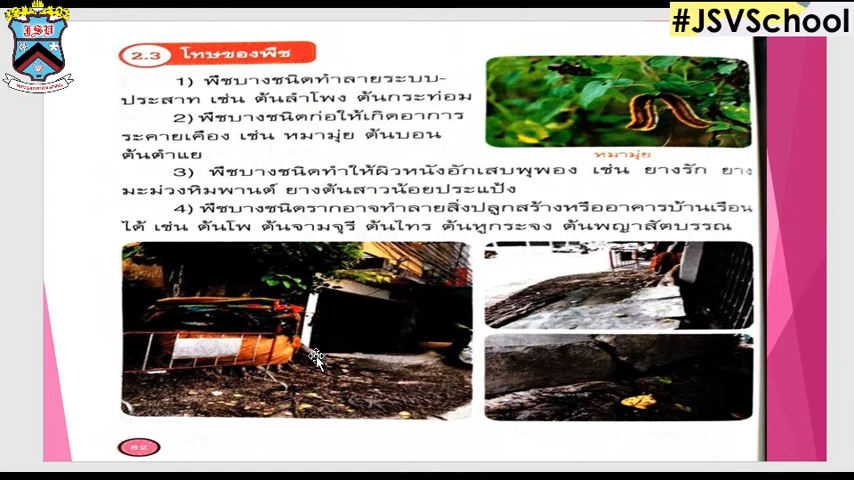 #JSVSchool
JSV
2.3 โทษของพืช
1) พืชบางชนิดทำลายระบบ-
ประสาท เช่น ต้นลำโพง ต้นกระท่อม
2) พืชบางชนิดก่อให้เกิดอาการ
ระคายเคือง เช่น หมามุ่ย ต้นบอน
ต้นตำแย
หมามุ่ย
3) พืชบางชนิดทำให้ผิวหนังอักเสบพุพอง เช่น ยางรัก ยาง
มะม่วงหิมพานต์ ยางต้นสาวน้อยประแป้ง
4) พืชบางชนิดรากอาจทำลายสิ่งปลูกสร้างหรืออาคารบ้านเรือน
ได้ เช่น ต้นโพ ต้นจามจุรี ต้นไทร ต้นหูกระจง ต้นพญาสัตบรรณ
82